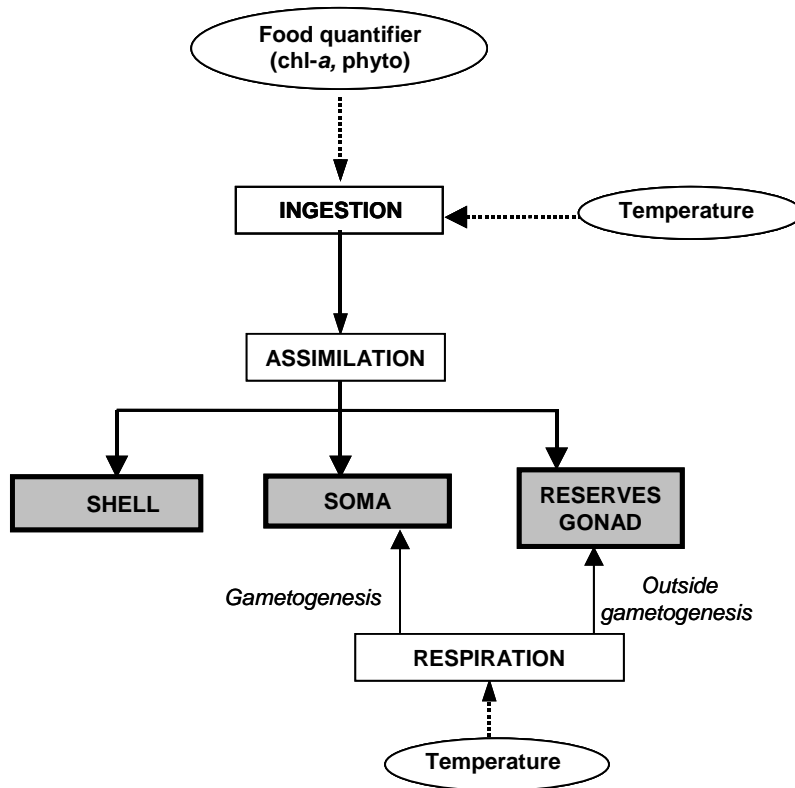 Food quantifier
(chl-a, phyto)
INGESTION
Temperature
ASSIMILATION
SHELL
SOMA
RESERVES
GONAD
Gametogenesis
Outside
gametogenesis
RESPIRATION
Temperature